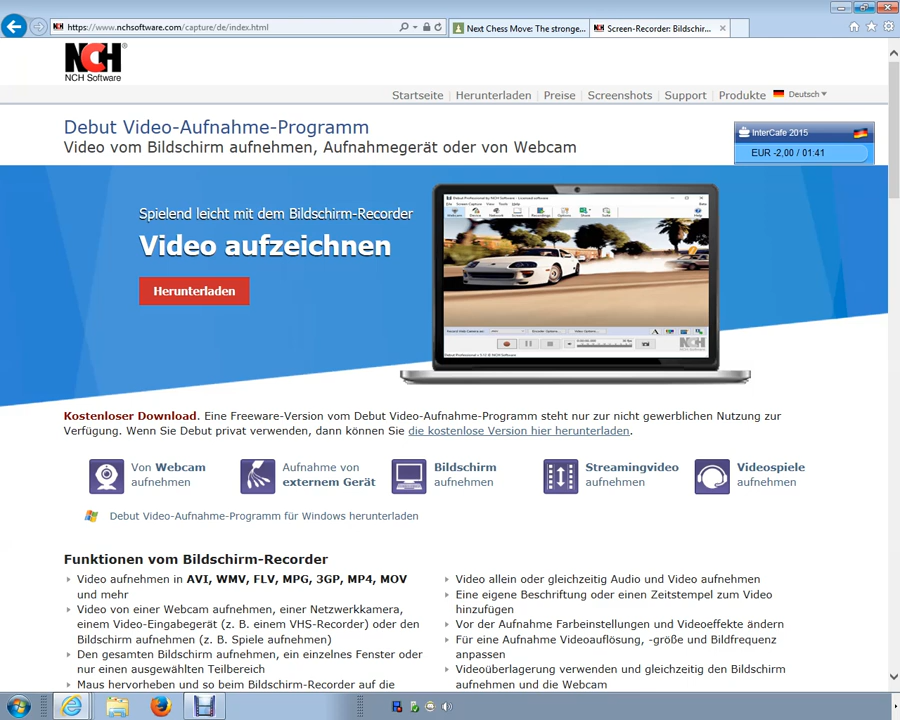 https://www.nchsoftware.com/capture/de/index.html
Next Chess Move: The stronge...
Screen-Recorder: Bildschir...
NCH
®
NCH Software
Startseite | Herunterladen | Preise | Screenshots | Support | Produkte Deutsch
Debut Video-Aufnahme-Programm
Video vom Bildschirm aufnehmen, Aufnahmegerät oder von Webcam
InterCafe 2015
EUR -2,00 / 01:41
Spielend leicht mit dem Bildschirm-Recorder
Video aufzeichnen
Herunterladen
NCH
Kostenloser Download. Eine Freeware-Version vom Debut Video-Aufnahme-Programm steht nur zur nicht gewerblichen Nutzung zur
Verfügung. Wenn Sie Debut privat verwenden, dann können Sie die kostenlose Version hier herunterladen.
Von Webcam
aufnehmen
Aufnahme von
externem Gerät
Bildschirm
aufnehmen
Streamingvideo
aufnehmen
Videospiele
aufnehmen
Debut Video-Aufnahme-Programm für Windows herunterladen
Funktionen vom Bildschirm-Recorder
Video aufnehmen in AVI, WMV, FLV, MPG, 3GP, MP4, MOV
und mehr
Video von einer Webcam aufnehmen, einer Netzwerkkamera,
einem Video-Eingabegerät (z. B. einem VHS-Recorder) oder den
Bildschirm aufnehmen (z. B. Spiele aufnehmen)
Den gesamten Bildschirm aufnehmen, ein einzelnes Fenster oder
nur einen ausgewählten Teilbereich
Maus hervorheben und so beim Bildschirm-Recorder auf die
Video allein oder gleichzeitig Audio und Video aufnehmen
Eine eigene Beschriftung oder einen Zeitstempel zum Video
hinzufügen
Vor der Aufnahme Farbeinstellungen und Videoeffekte ändern
Für eine Aufnahme Videoauflösung, -größe und Bildfrequenz
anpassen
Videoüberlagerung verwenden und gleichzeitig den Bildschirm
aufnehmen und die Webcam